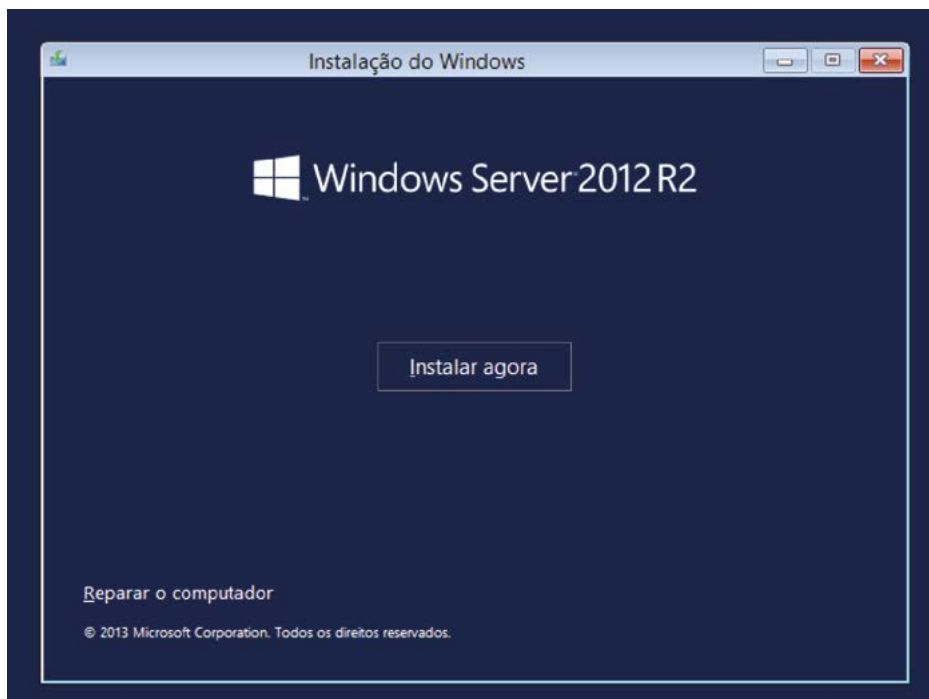 Instalação do Windows
Windows Server 2012 R2
Instalar agora
Reparar o computador
© 2013 Microsoft Corporation. Todos os direitos reservados.